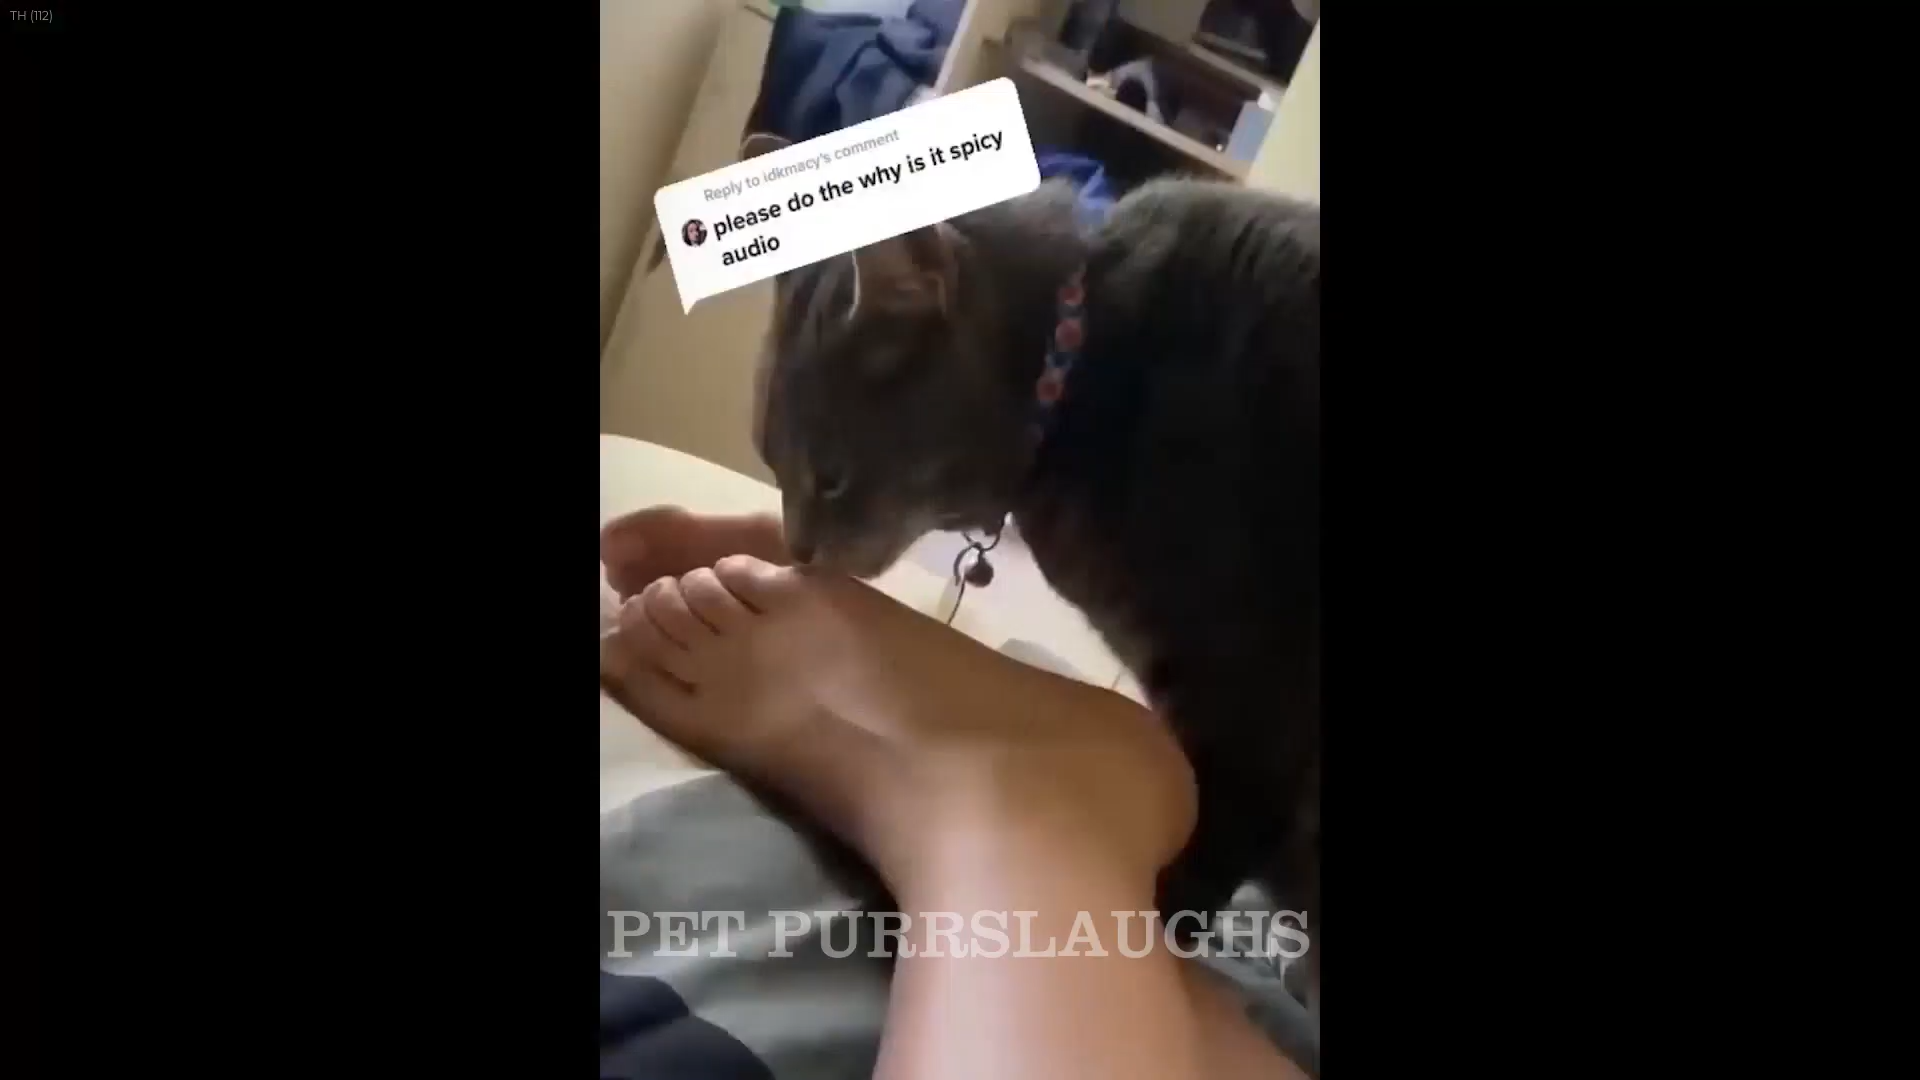 TH (112)
Reply to idkmacy's comment
please do the why is it spicy
audio
PET PURRSLAUGHS